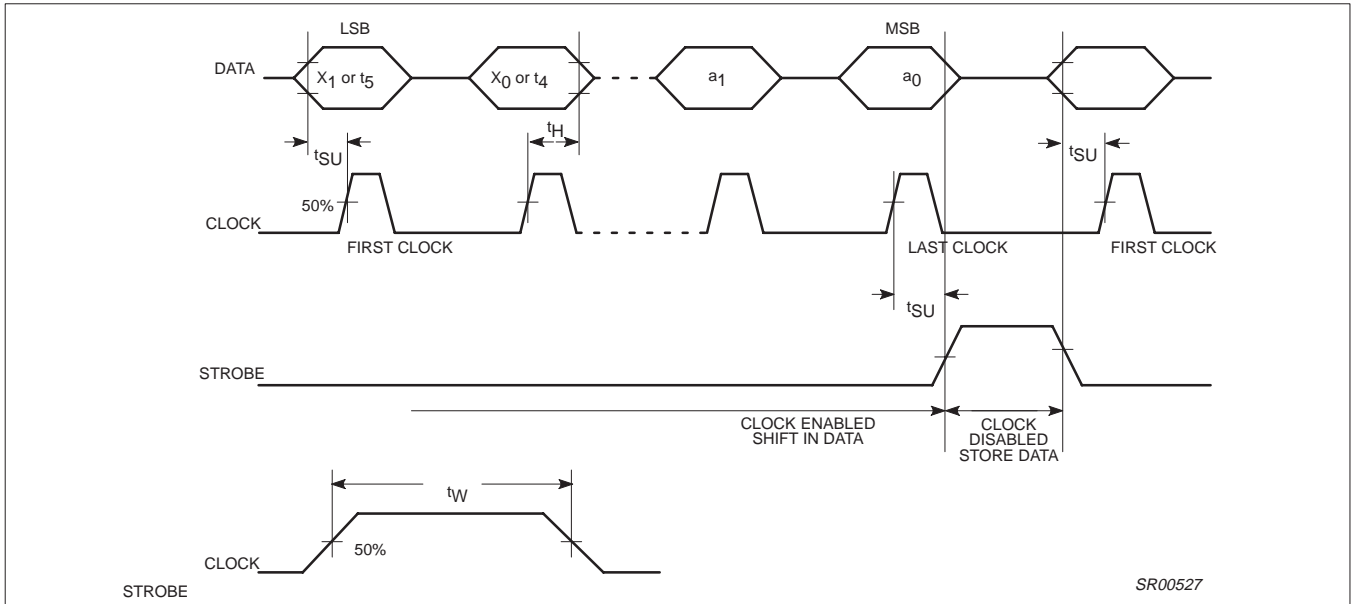 LSB
MSB
DATA
X1 or t5
X0 or t4
a1
a0
tH
tSU
tSU
50%
CLOCK
FIRST CLOCK
LAST CLOCK
FIRST CLOCK
tSU
STROBE
CLOCK ENABLED
SHIFT IN DATA
CLOCK
DISABLED
STORE DATA
tW
50%
CLOCK
STROBE
SR00527